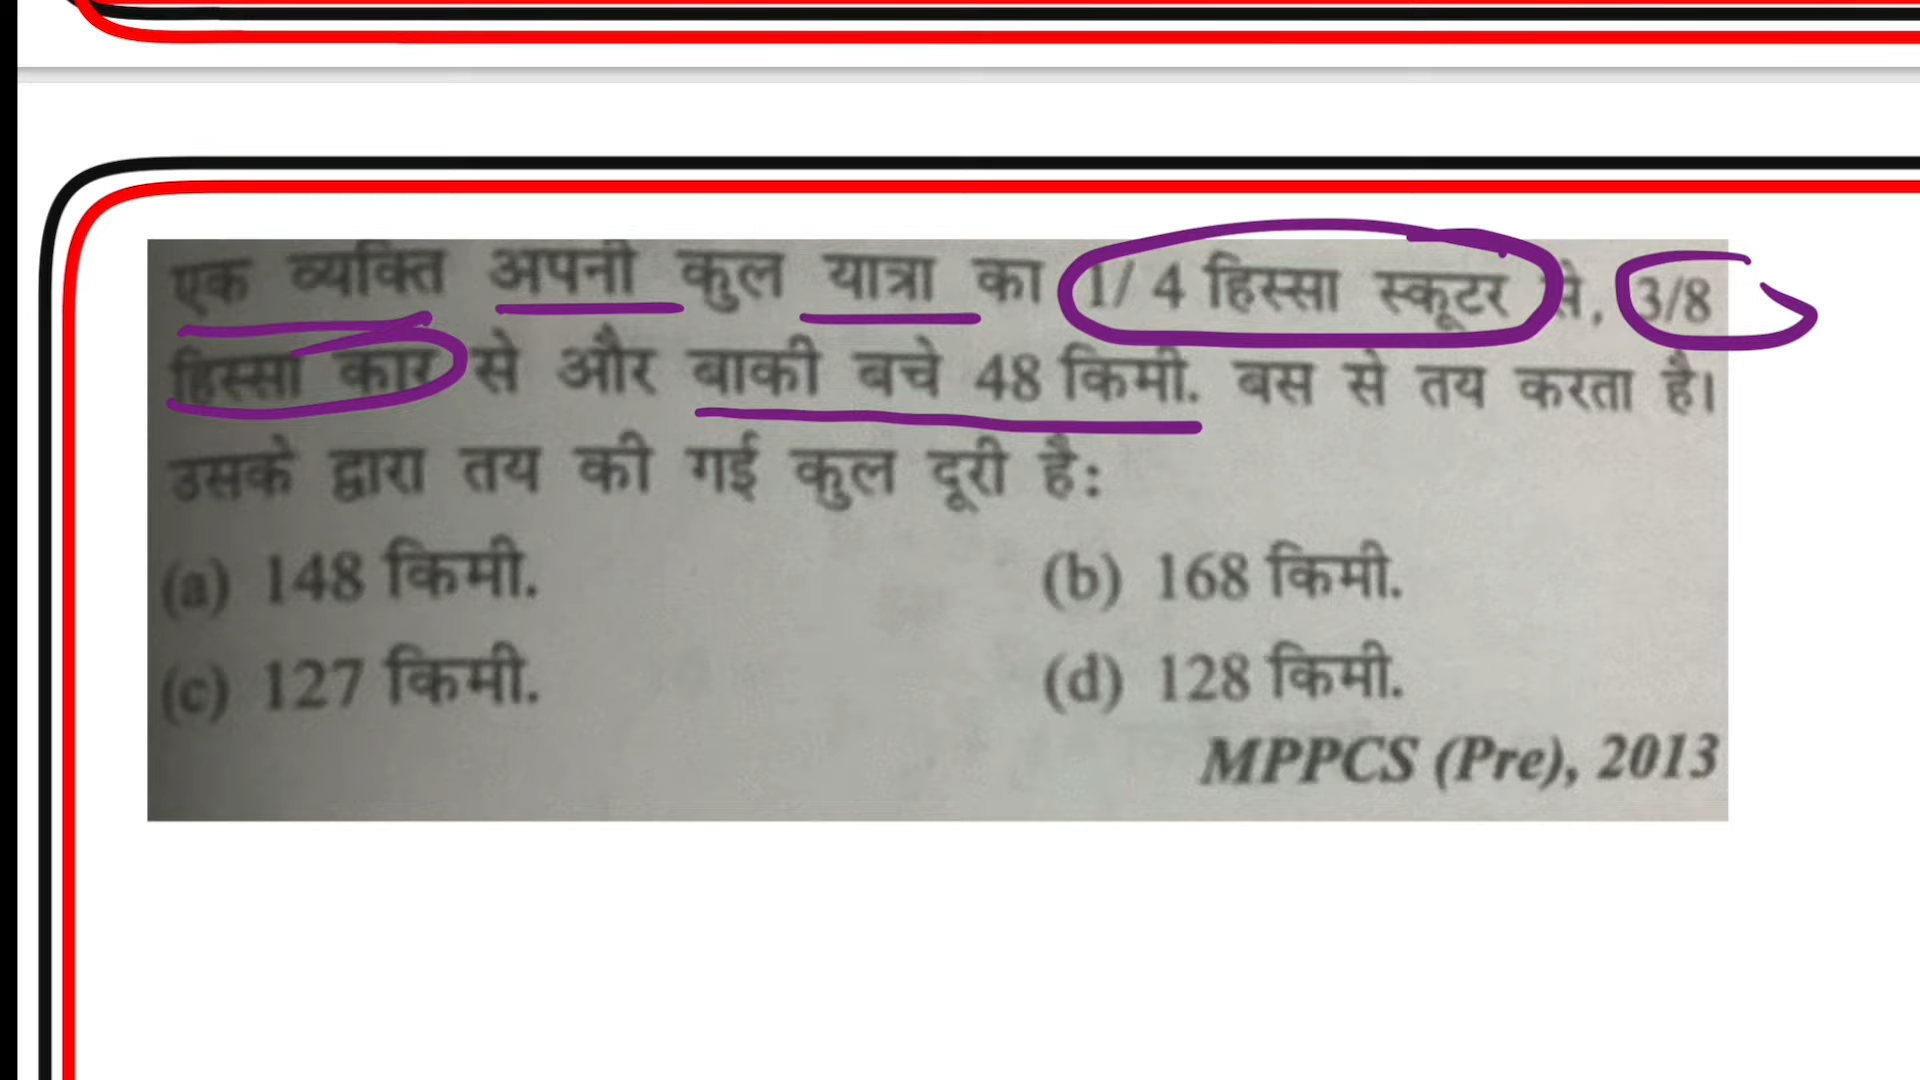 एक व्यक्ति अपनी कुल यात्रा का 1/ 4 हिस्सा स्कूटर से, 3/8
हिस्सा कार से और बाकी बचे 48 किमी. बस से तय करता है।
उसके द्वारा तय की गई कुल दूरी है:
(a) 148 किमी. (b) 168 किमी.
(c) 127 किमी. (d) 128 किमी.
MPPCS (Pre), 2013